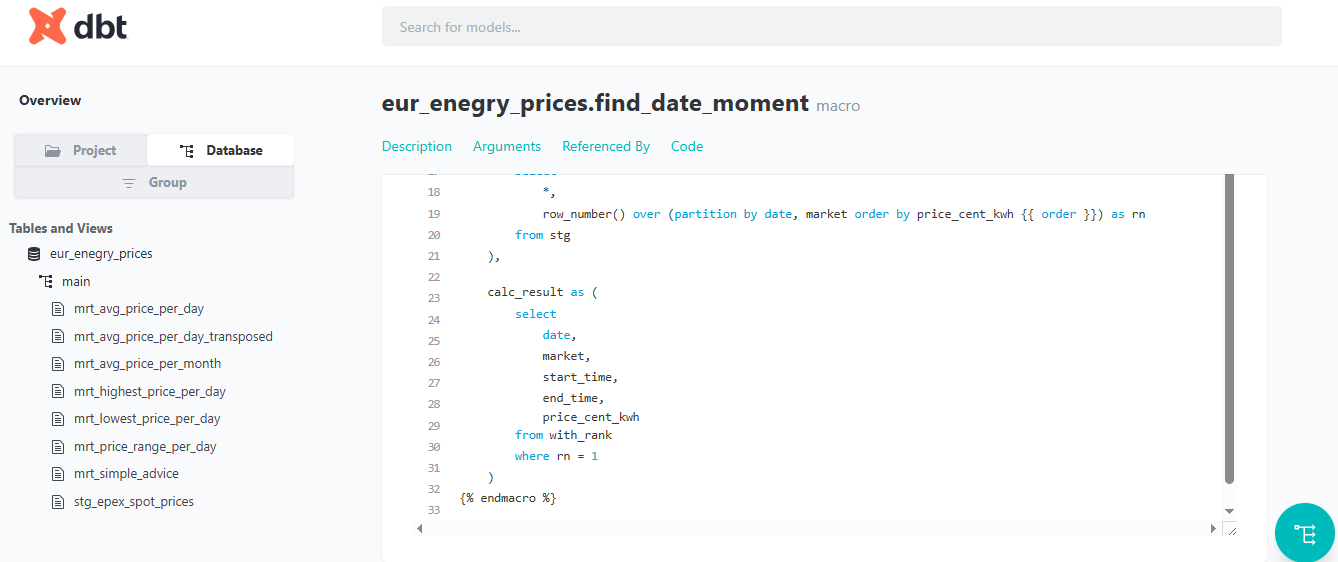 dbt
Search for models...
Overview
Project
Database
Group
Tables and Views
eur_enegry_prices
main
mrt_avg_price_per_day
mrt_avg_price_per_day_transposed
mrt_avg_price_per_month
mrt_highest_price_per_day
mrt_lowest_price_per_day
mrt_price_range_per_day
mrt_simple_advice
stg_epex_spot_prices
eur_enegry_prices.find_date_moment macro
Description Arguments Referenced By Code
18 *,
19 row_number() over (partition by date, market order by price_cent_kwh {{ order }}) as rn
20 from stg
21 ),
22
23 calc_result as (
24 select
25 date,
26 market,
27 start_time,
28 end_time,
29 price_cent_kwh
30 from with_rank
31 where rn = 1
32 )
33 {% endmacro %}